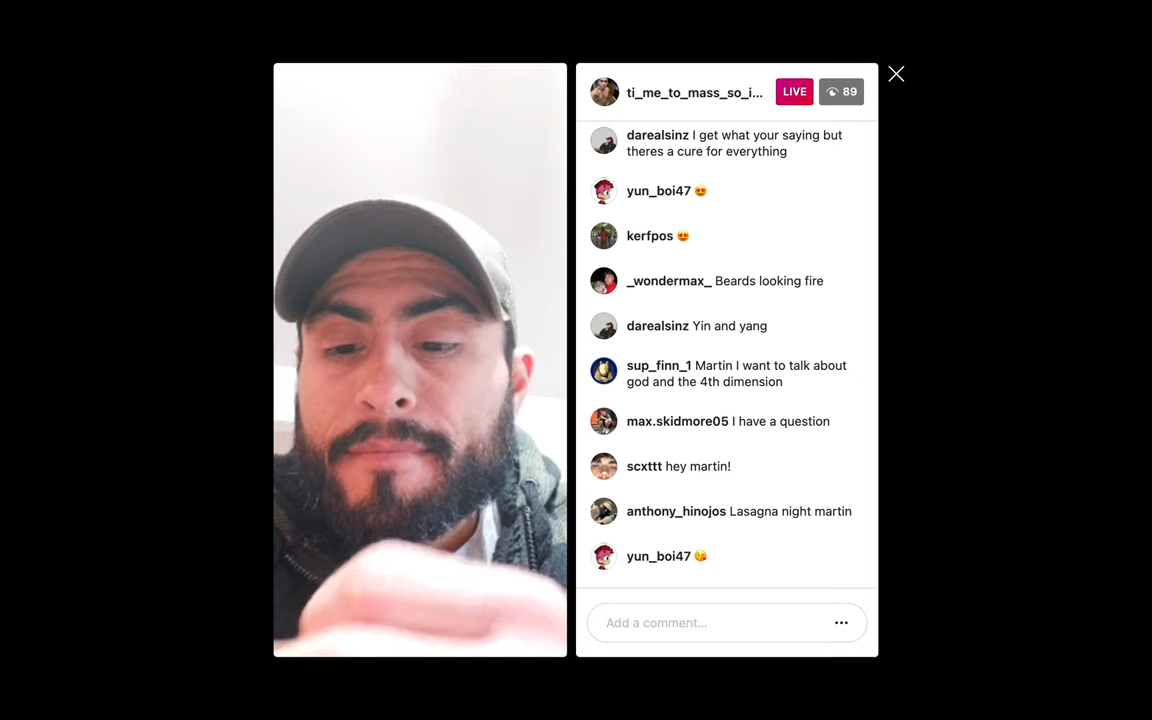 ti_me_to_mass_so_i...
LIVE
89
darealsinz I get what your saying but
theres a cure for everything
yun_boi47 😍
kerfpos 😍
_wondermax_ Beards looking fire
darealsinz Yin and yang
sup_finn_1 Martin I want to talk about
god and the 4th dimension
max.skidmore05 I have a question
scxttt hey martin!
anthony_hinojos Lasagna night martin
yun_boi47 😘
Add a comment...